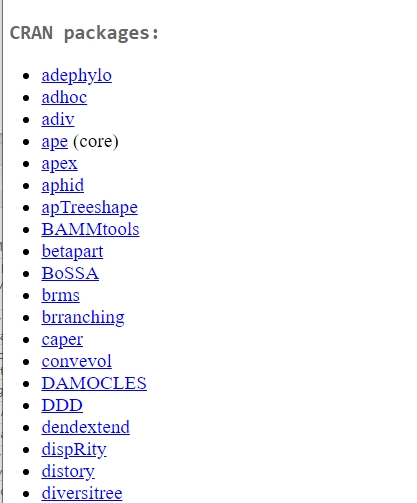 CRAN packages:
adephylo
adhoc
adiv
ape (core)
apex
aphid
apTreeshape
BAMMtools
betapart
BoSSA
brms
brranching
caper
convevol
DAMOCLES
DDD
dendextend
dispRity
distory
diversitree